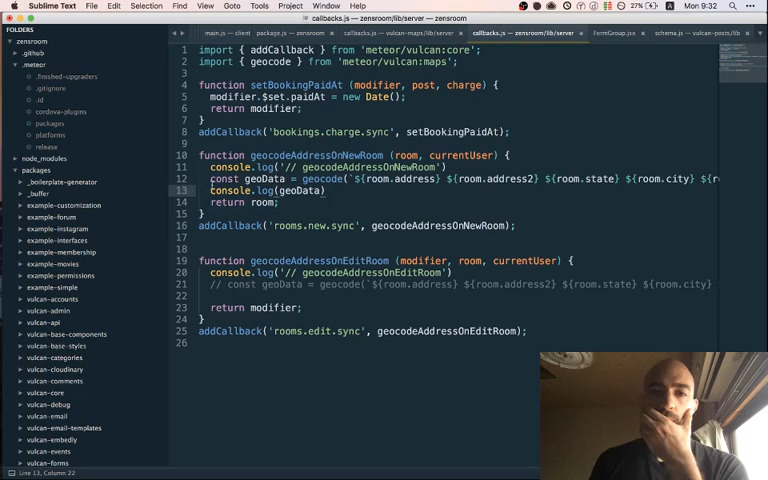 Sublime Text File Edit Selection Find View Goto Tools Project Window Help 27% Mon 9:32
callbacks.js — zensroom/lib/server
FOLDERS
main.js — client package.js — zensroom callbacks.js — vulcan-maps/lib/server callbacks.js — zensroom/lib/server FormGroup.jsx schema.js — vulcan-posts/lib
zensroom
.github
.meteor
.finished-upgraders
.gitignore
.id
cordova-plugins
packages
platforms
release
node_modules
packages
_boilerplate-generator
_buffer
example-customization
example-forum
example-instagram
example-interfaces
example-membership
example-movies
example-permissions
example-simple
vulcan-accounts
vulcan-admin
vulcan-api
vulcan-base-components
vulcan-base-styles
vulcan-categories
vulcan-cloudinary
vulcan-comments
vulcan-core
vulcan-debug
vulcan-email
vulcan-email-templates
vulcan-embedly
vulcan-events
vulcan-forms
1 import { addCallback } from 'meteor/vulcan:core';
2 import { geocode } from 'meteor/vulcan:maps';
3
4 function setBookingPaidAt (modifier, post, charge) {
5 modifier.$set.paidAt = new Date();
6 return modifier;
7 }
8 addCallback('bookings.charge.sync', setBookingPaidAt);
9
10 function geocodeAddressOnNewRoom (room, currentUser) {
11 console.log('// geocodeAddressOnNewRoom')
12 const geoData = geocode(`${room.address} ${room.address2} ${room.state} ${room.city} ${r
13 console.log(geoData)
14 return room;
15 }
16 addCallback('rooms.new.sync', geocodeAddressOnNewRoom);
17
18
19 function geocodeAddressOnEditRoom (modifier, room, currentUser) {
20 console.log('// geocodeAddressOnEditRoom')
21 // const geoData = geocode(`${room.address} ${room.address2} ${room.state} ${room.city}
22
23 return modifier;
24 }
25 addCallback('rooms.edit.sync', geocodeAddressOnEditRoom);
26
Line 13, Column 22